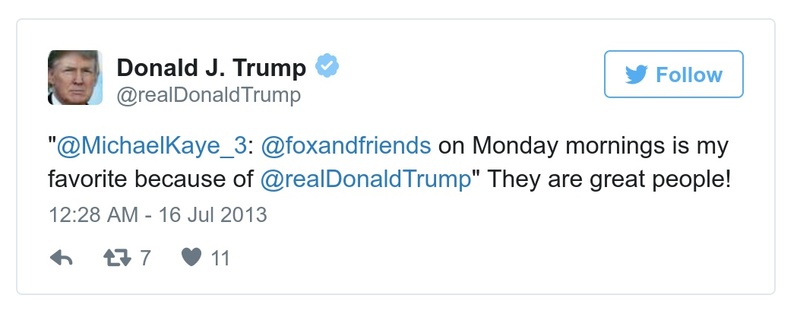 Donald J. Trump
@realDonaldTrump
Follow
"@MichaelKaye_3: @foxandfriends on Monday mornings is my
favorite because of @realDonaldTrump" They are great people!
12:28 AM - 16 Jul 2013
7 11